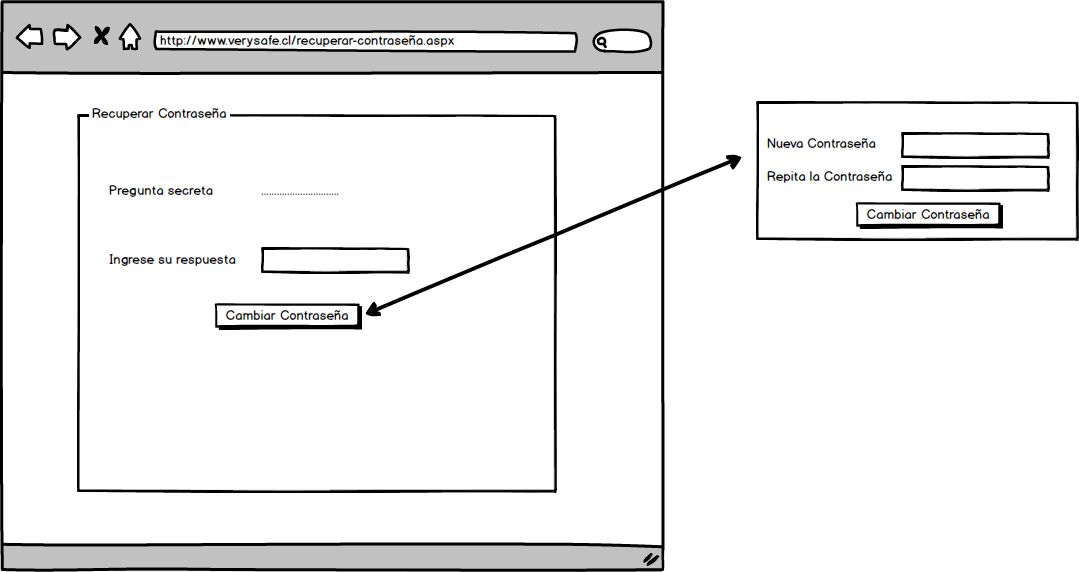 http://www.verysafe.cl/recuperar-contraseña.aspx
Recuperar Contraseña
Pregunta secreta ..............................
Ingrese su respuesta
Cambiar Contraseña
Nueva Contraseña
Repita la Contraseña
Cambiar Contraseña